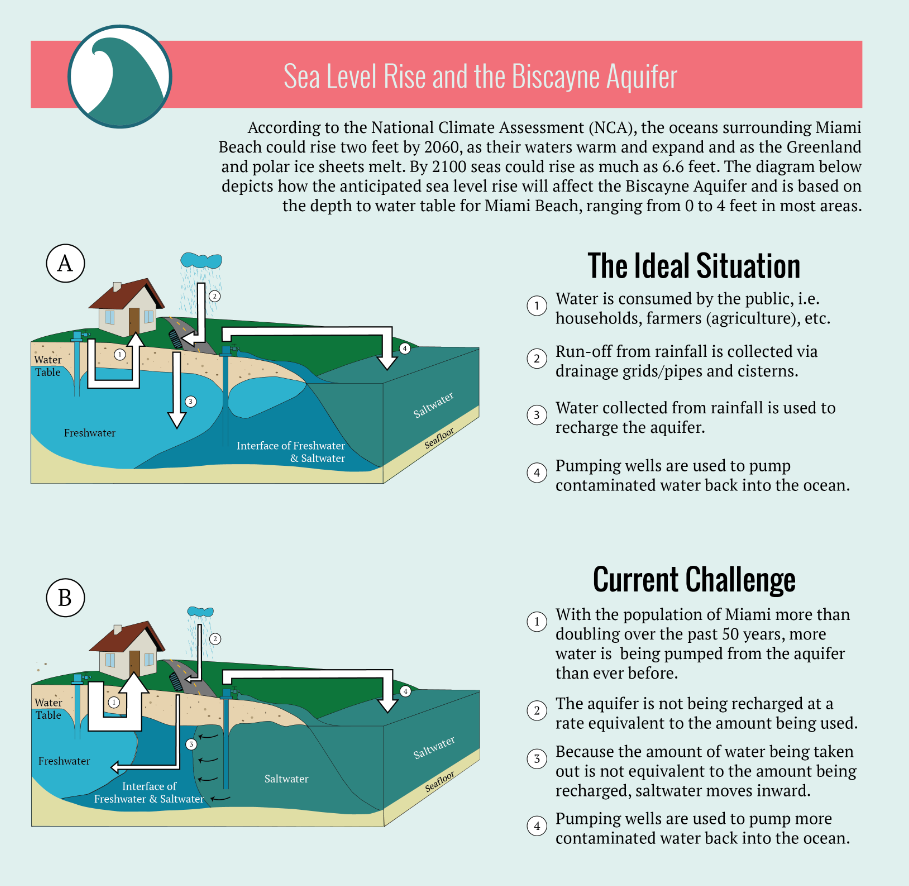 Sea Level Rise and the Biscayne Aquifer
According to the National Climate Assessment (NCA), the oceans surrounding Miami
Beach could rise two feet by 2060, as their waters warm and expand and as the Greenland
and polar ice sheets melt. By 2100 seas could rise as much as 6.6 feet. The diagram below
depicts how the anticipated sea level rise will affect the Biscayne Aquifer and is based on
the depth to water table for Miami Beach, ranging from 0 to 4 feet in most areas.
A
2
1
4
3
Water
Table
Freshwater
Interface of Freshwater
& Saltwater
Saltwater
Seafloor
The Ideal Situation
1 Water is consumed by the public, i.e.
households, farmers (agriculture), etc.
2 Run-off from rainfall is collected via
drainage grids/pipes and cisterns.
3 Water collected from rainfall is used to
recharge the aquifer.
4 Pumping wells are used to pump
contaminated water back into the ocean.
B
2
1
4
3
Water
Table
Freshwater
Interface of
Freshwater & Saltwater
Saltwater
Saltwater
Seafloor
Current Challenge
1 With the population of Miami more than
doubling over the past 50 years, more
water is being pumped from the aquifer
than ever before.
2 The aquifer is not being recharged at a
rate equivalent to the amount being used.
3 Because the amount of water being taken
out is not equivalent to the amount being
recharged, saltwater moves inward.
4 Pumping wells are used to pump more
contaminated water back into the ocean.